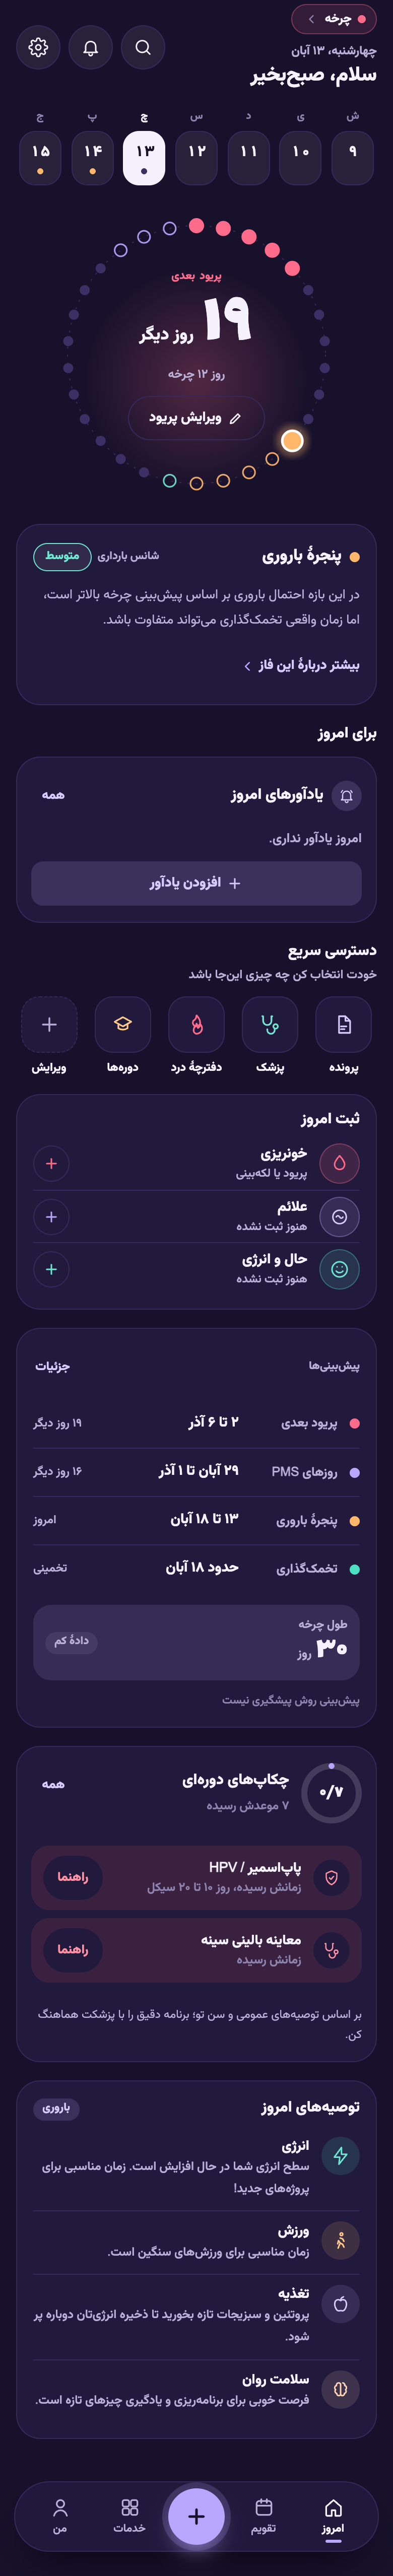 چرخه
چهارشنبه، ۱۳ آبان
سلام، صبح‌بخیر
ش ی د س چ پ ج
۹ ۱۰ ۱۱ ۱۲ ۱۳ ۱۴ ۱۵
پریود بعدی
۱۹ روز دیگر
روز ۱۲ چرخه
ویرایش پریود
پنجرهٔ باروری
شانس بارداری متوسط
در این بازه احتمال باروری بر اساس پیش‌بینی چرخه بالاتر است،
اما زمان واقعی تخمک‌گذاری می‌تواند متفاوت باشد.
بیشتر دربارهٔ این فاز
برای امروز
یادآورهای امروز
همه
امروز یادآور نداری.
افزودن یادآور
دسترسی سریع
خودت انتخاب کن چه چیزی این‌جا باشد
پرونده پزشک دفترچهٔ درد دوره‌ها ویرایش
ثبت امروز
خونریزی
پریود یا لکه‌بینی
علائم
هنوز ثبت نشده
حال و انرژی
هنوز ثبت نشده
پیش‌بینی‌ها
جزئیات
پریود بعدی ۲ تا ۶ آذر ۱۹ روز دیگر
روزهای PMS ۲۹ آبان تا ۱ آذر ۱۶ روز دیگر
پنجرهٔ باروری ۱۳ تا ۱۸ آبان امروز
تخمک‌گذاری حدود ۱۸ آبان تخمینی
طول چرخه
۳۰ روز
دادهٔ کم
پیش‌بینی روش پیشگیری نیست
۰/۷
چکاپ‌های دوره‌ای
همه
۷ موعدش رسیده
پاپ‌اسمیر / HPV
زمانش رسیده، روز ۱۰ تا ۲۰ سیکل
راهنما
معاینه بالینی سینه
زمانش رسیده
راهنما
بر اساس توصیه‌های عمومی و سن تو؛ برنامه دقیق را با پزشکت هماهنگ
کن.
توصیه‌های امروز
باروری
انرژی
سطح انرژی شما در حال افزایش است. زمان مناسبی برای
پروژه‌های جدید!
ورزش
زمان مناسبی برای ورزش‌های سنگین است.
تغذیه
پروتئین و سبزیجات تازه بخورید تا ذخیره انرژی‌تان دوباره پر
شود.
سلامت روان
فرصت خوبی برای برنامه‌ریزی و یادگیری چیزهای تازه است.
امروز تقویم خدمات من